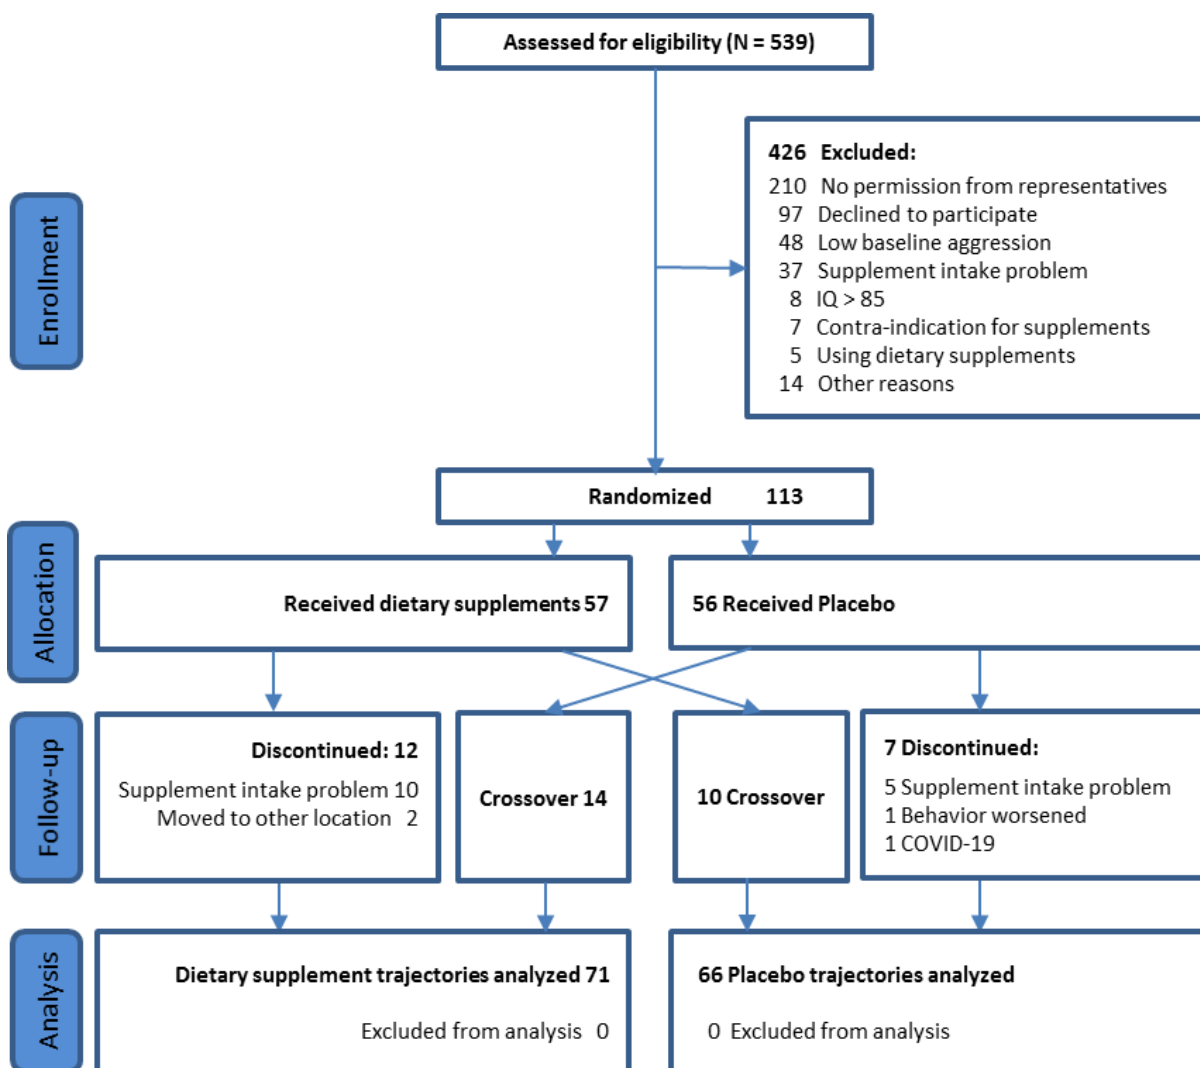 Assessed for eligibility (N = 539)
Enrollment
426 Excluded:
210 No permission from representatives
97 Declined to participate
48 Low baseline aggression
37 Supplement intake problem
8 IQ > 85
7 Contra-indication for supplements
5 Using dietary supplements
14 Other reasons
Randomized 113
Allocation
Received dietary supplements 57
56 Received Placebo
Follow-up
Discontinued: 12
Supplement intake problem 10
Moved to other location 2
Crossover 14
10 Crossover
7 Discontinued:
5 Supplement intake problem
1 Behavior worsened
1 COVID-19
Analysis
Dietary supplement trajectories analyzed 71
Excluded from analysis 0
66 Placebo trajectories analyzed
0 Excluded from analysis